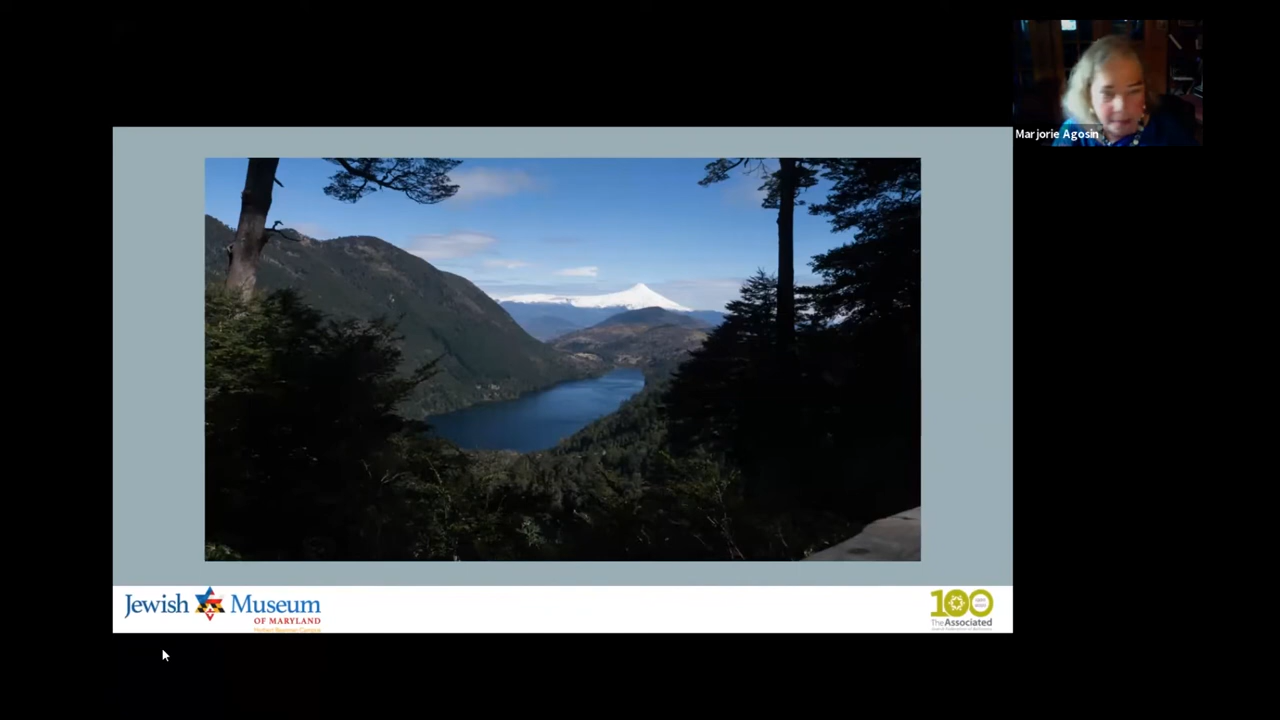 Marjorie Agosin
Jewish Museum
OF MARYLAND
100
The Associated